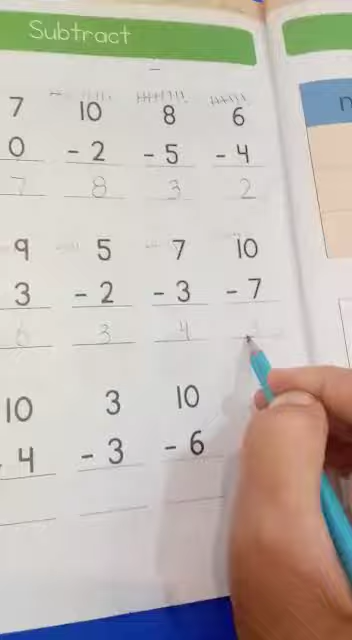 Subtract
7 10 8 6
0 - 2 - 5 - 4
7 8 3 2
9 5 7 10
3 - 2 - 3 - 7
6 3 4
10 3 10
4 - 3 - 6